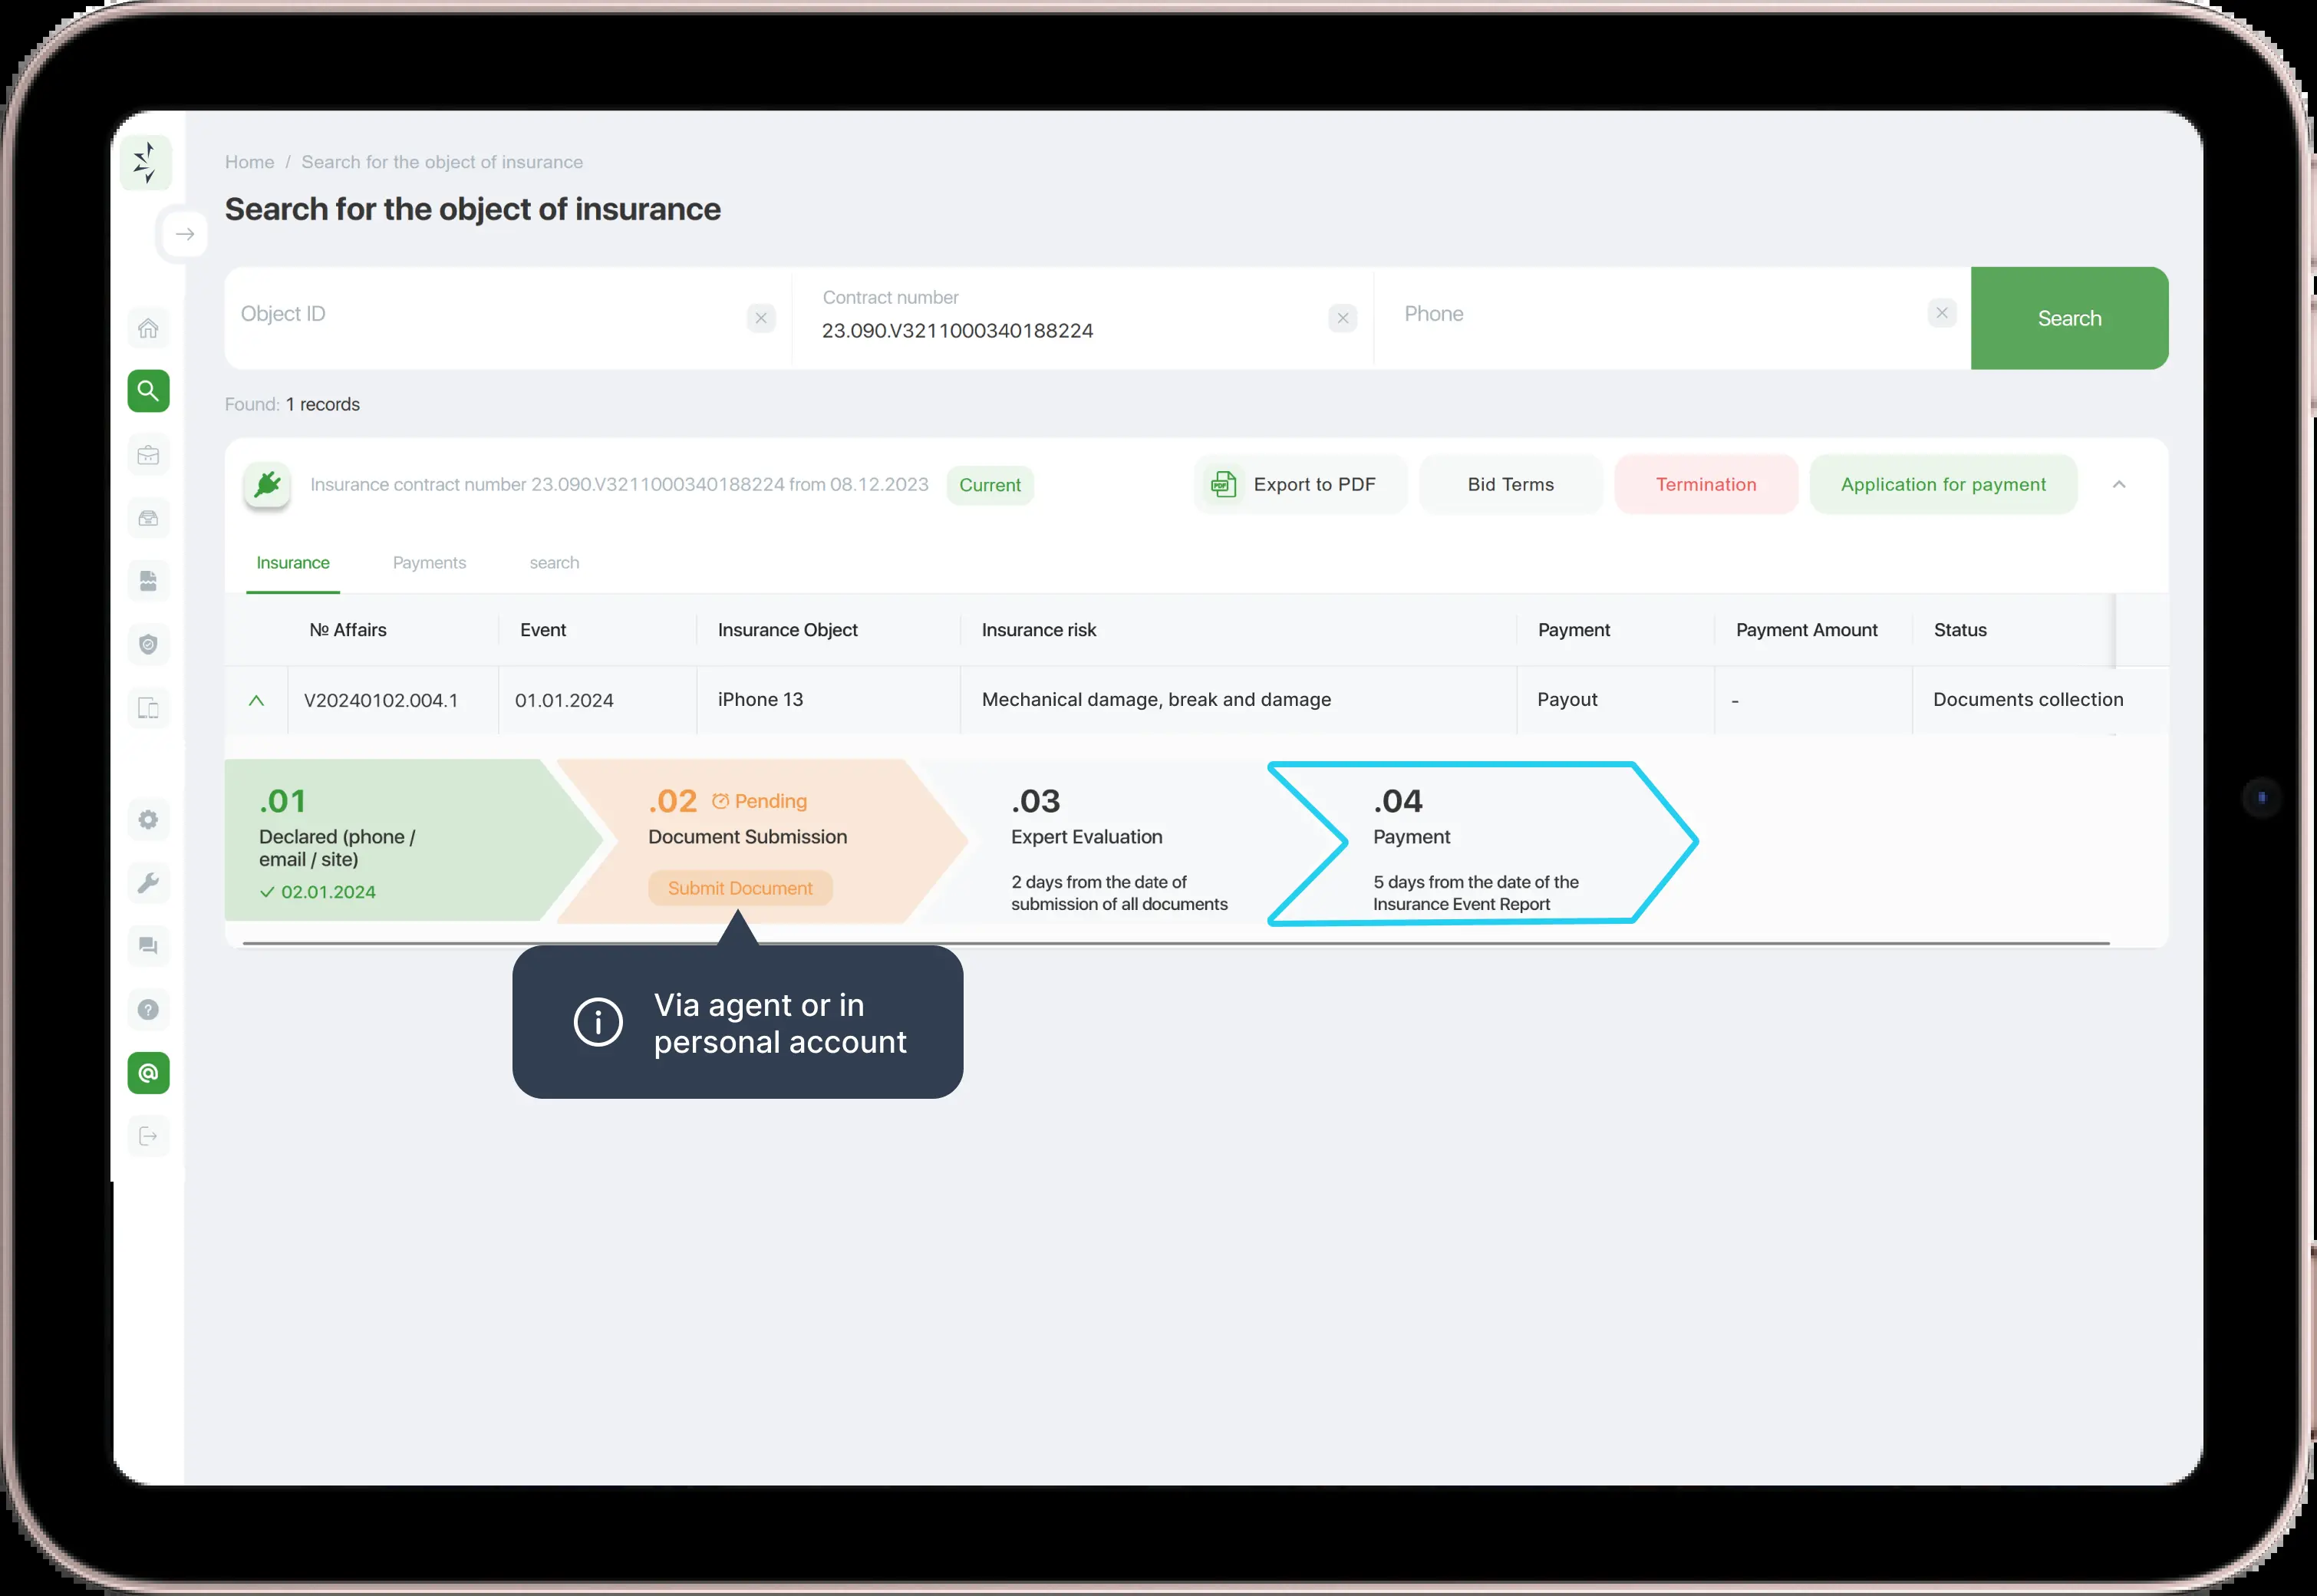 Home / Search for the object of insurance
Search for the object of insurance
Object ID
Contract number
23.090.V3211000340188224
Phone
Search
Found: 1 records
Insurance contract number 23.090.V3211000340188224 from 08.12.2023
Current
PDF
Export to PDF
Bid Terms
Termination
Application for payment
Insurance
Payments
search
№ Affairs
Event
Insurance Object
Insurance risk
Payment
Payment Amount
Status
V20240102.004.1
01.01.2024
iPhone 13
Mechanical damage, break and damage
Payout
-
Documents collection
.01
Declared (phone /
email / site)
02.01.2024
.02
Pending
Document Submission
Submit Document
.03
Expert Evaluation
2 days from the date of
submission of all documents
.04
Payment
5 days from the date of the
Insurance Event Report
Via agent or in
personal account